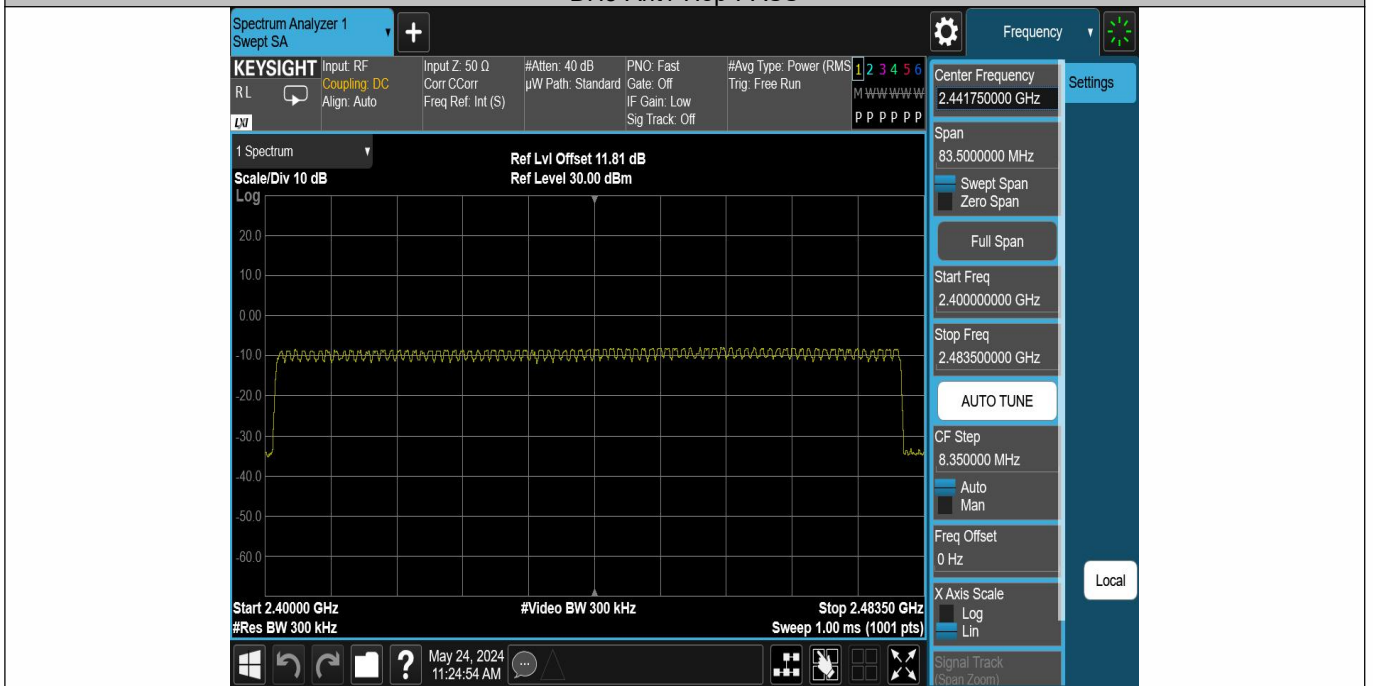 Spectrum Analyzer 1
Swept SA
Frequency
KEYSIGHT
RL
LXI
Input: RF
Coupling: DC
Align: Auto
Input Z: 50 Ω
Corr CCorr
Freq Ref: Int (S)
#Atten: 40 dB
µW Path: Standard
PNO: Fast
Gate: Off
IF Gain: Low
Sig Track: Off
#Avg Type: Power (RMS
Trig: Free Run
1 2 3 4 5 6
M W W W W W
P P P P P P
1 Spectrum
Scale/Div 10 dB
Ref Lvl Offset 11.81 dB
Ref Level 30.00 dBm
Log
20.0
10.0
0.00
-10.0
-20.0
-30.0
-40.0
-50.0
-60.0
Start 2.40000 GHz
#Res BW 300 kHz
#Video BW 300 kHz
Stop 2.48350 GHz
Sweep 1.00 ms (1001 pts)
Center Frequency
2.441750000 GHz
Settings
Span
83.5000000 MHz
Swept Span
Zero Span
Full Span
Start Freq
2.400000000 GHz
Stop Freq
2.483500000 GHz
AUTO TUNE
CF Step
8.350000 MHz
Auto
Man
Freq Offset
0 Hz
X Axis Scale
Log
Lin
Signal Track
(Span Zoom)
Local
May 24, 2024
11:24:54 AM